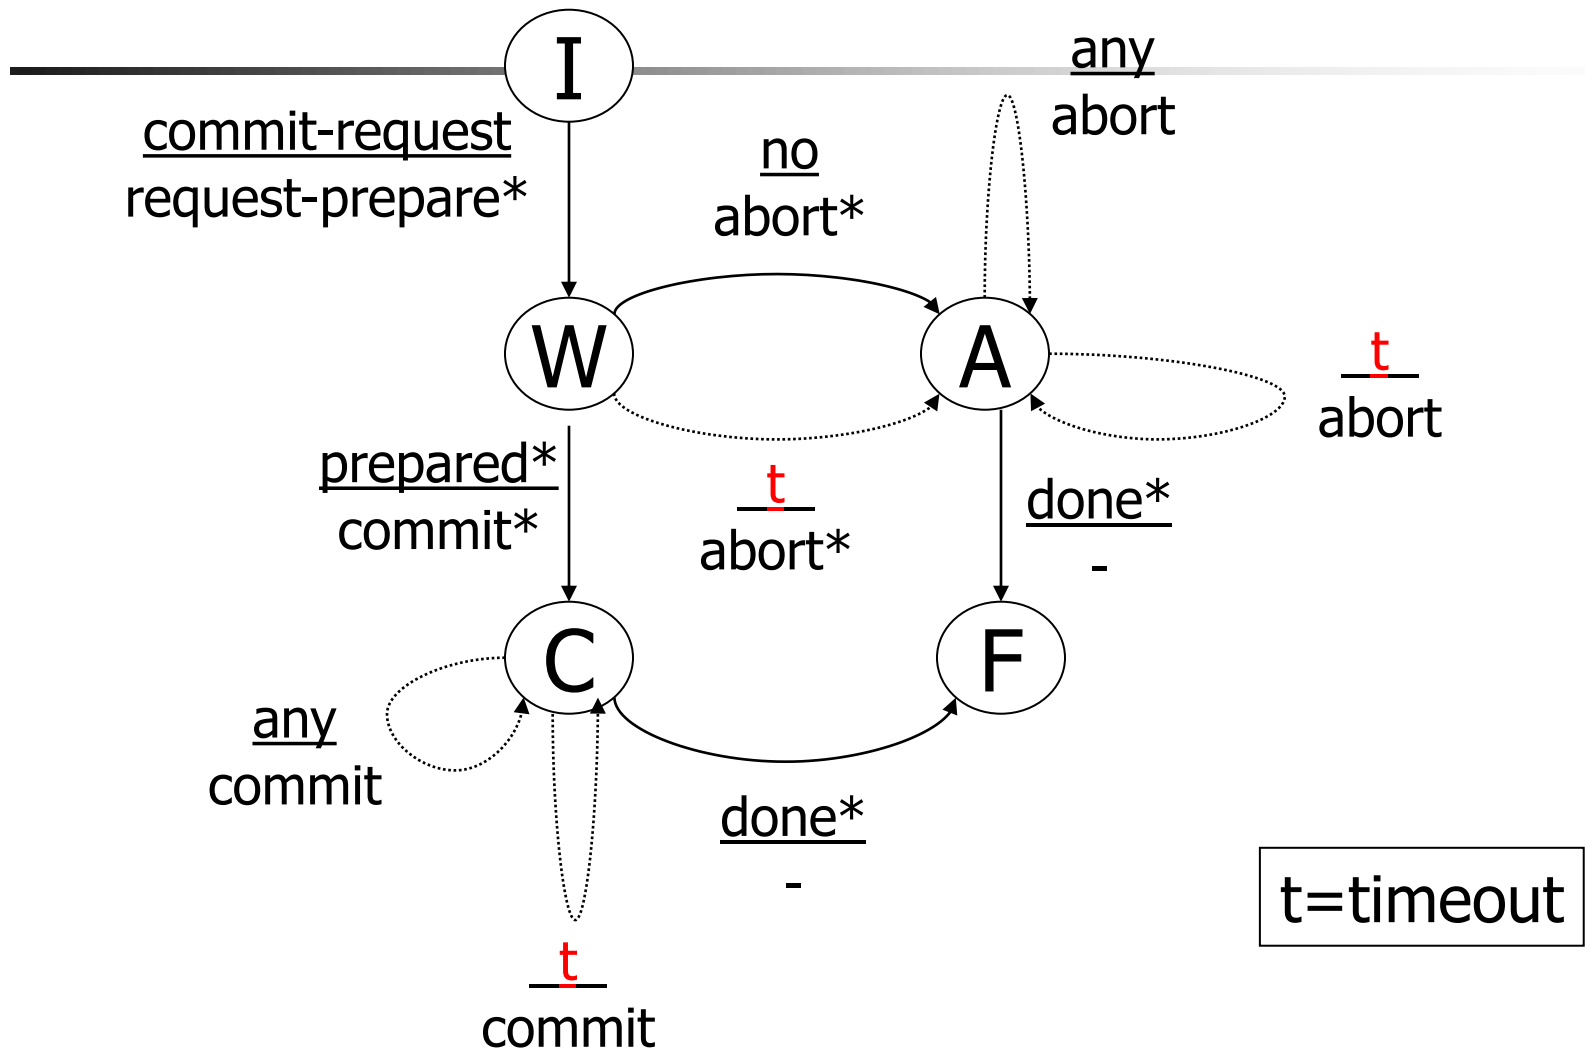 I
any
abort
commit-request
request-prepare*
no
abort*
W
A
t
abort
prepared*
commit*
t
abort*
done*
-
C
F
any
commit
done*
-
t=timeout
t
commit